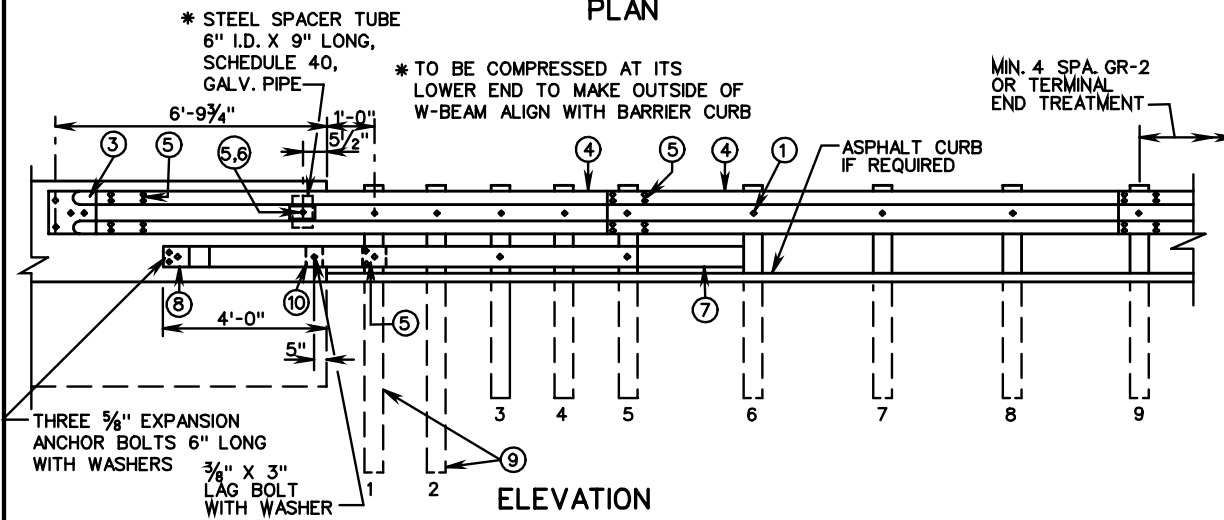 PLAN
* STEEL SPACER TUBE
6" I.D. X 9" LONG,
SCHEDULE 40,
GALV. PIPE
* TO BE COMPRESSED AT ITS
LOWER END TO MAKE OUTSIDE OF
W-BEAM ALIGN WITH BARRIER CURB
MIN. 4 SPA. GR-2
OR TERMINAL
END TREATMENT
6'-9¾"
1'-0"
5½"
3
5
5,6
4
5
4
1
ASPHALT CURB
IF REQUIRED
8
10
5
7
4'-0"
5"
3
4
5
6
7
8
9
THREE ⅝" EXPANSION
ANCHOR BOLTS 6" LONG
WITH WASHERS
⅜" X 3"
LAG BOLT
WITH WASHER
1
2
9
ELEVATION